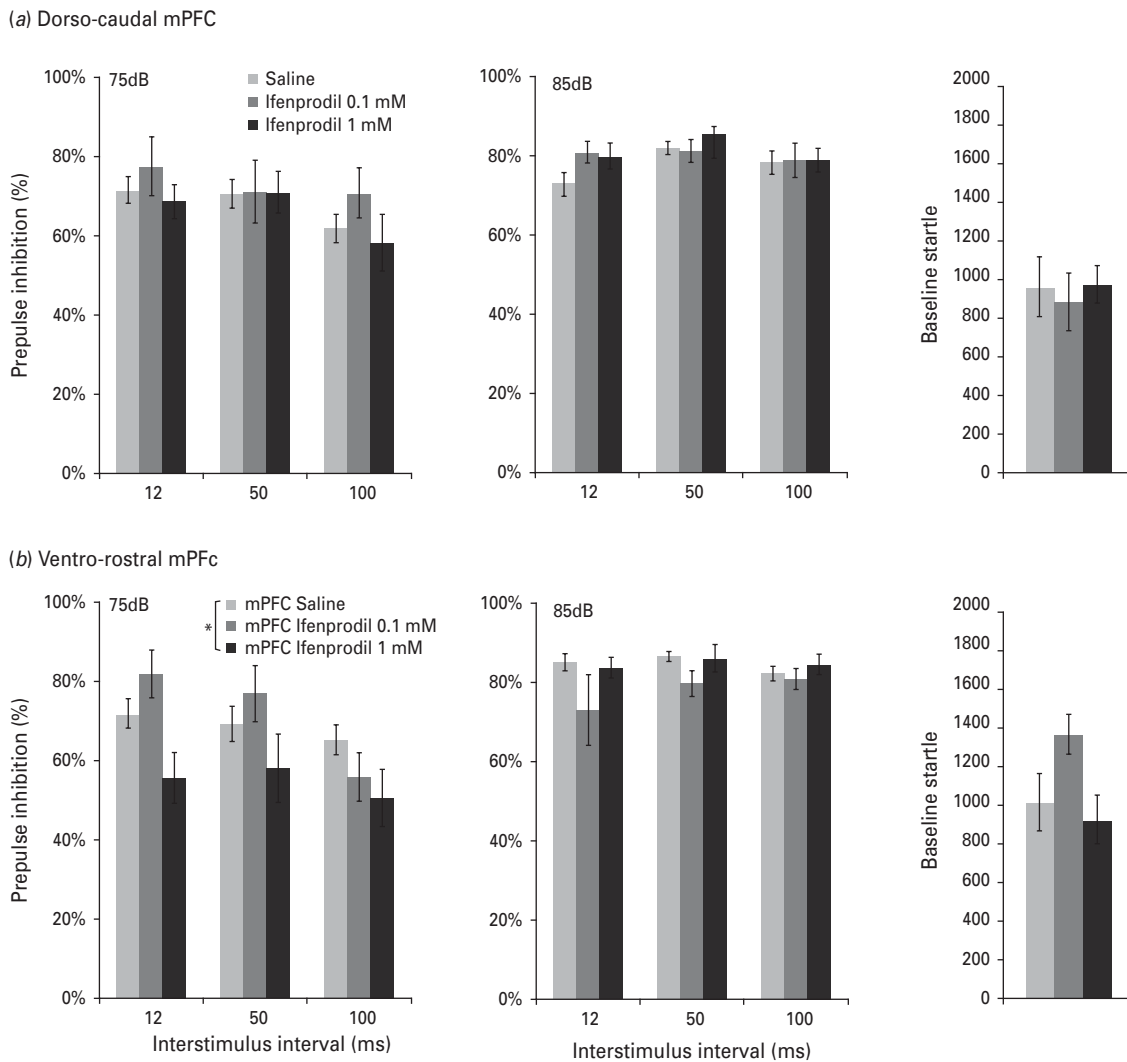 (a) Dorso-caudal mPFC
75dB
Saline
Ifenprodil 0.1 mM
Ifenprodil 1 mM
Prepulse inhibition (%)
100%
80%
60%
40%
20%
0%
12 50 100
85dB
100%
80%
60%
40%
20%
0%
12 50 100
Baseline startle
2000
1800
1600
1400
1200
1000
800
600
400
200
0
(b) Ventro-rostral mPFc
75dB
* mPFC Saline
mPFC Ifenprodil 0.1 mM
mPFC Ifenprodil 1 mM
Prepulse inhibition (%)
100%
80%
60%
40%
20%
0%
12 50 100
Interstimulus interval (ms)
85dB
100%
80%
60%
40%
20%
0%
12 50 100
Interstimulus interval (ms)
Baseline startle
2000
1800
1600
1400
1200
1000
800
600
400
200
0